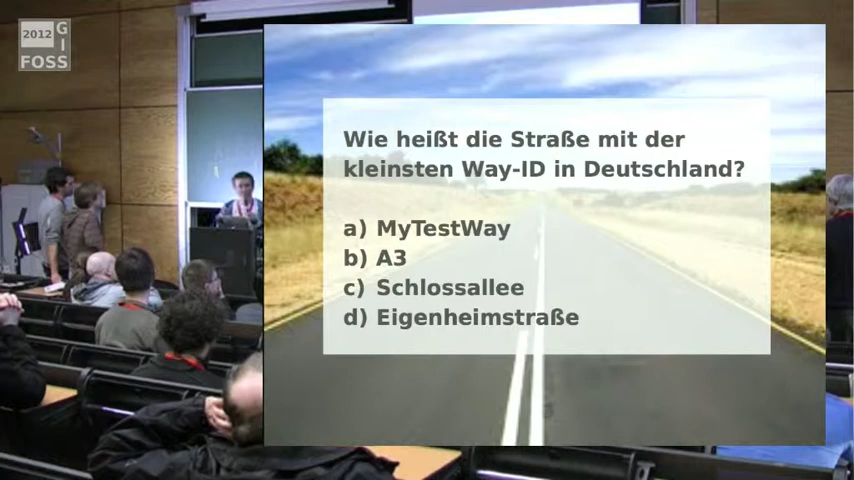 2012
G
I
FOSS
Wie heißt die Straße mit der
kleinsten Way-ID in Deutschland?
a) MyTestWay
b) A3
c) Schlossallee
d) Eigenheimstraße